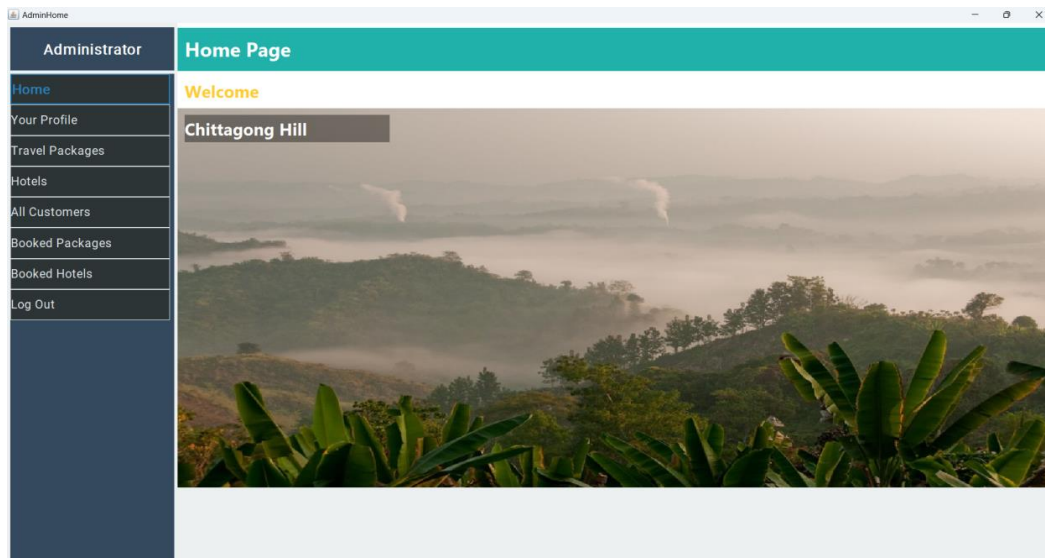 AdminHome
Administrator
Home Page
Home
Welcome
Your Profile
Chittagong Hill
Travel Packages
Hotels
All Customers
Booked Packages
Booked Hotels
Log Out